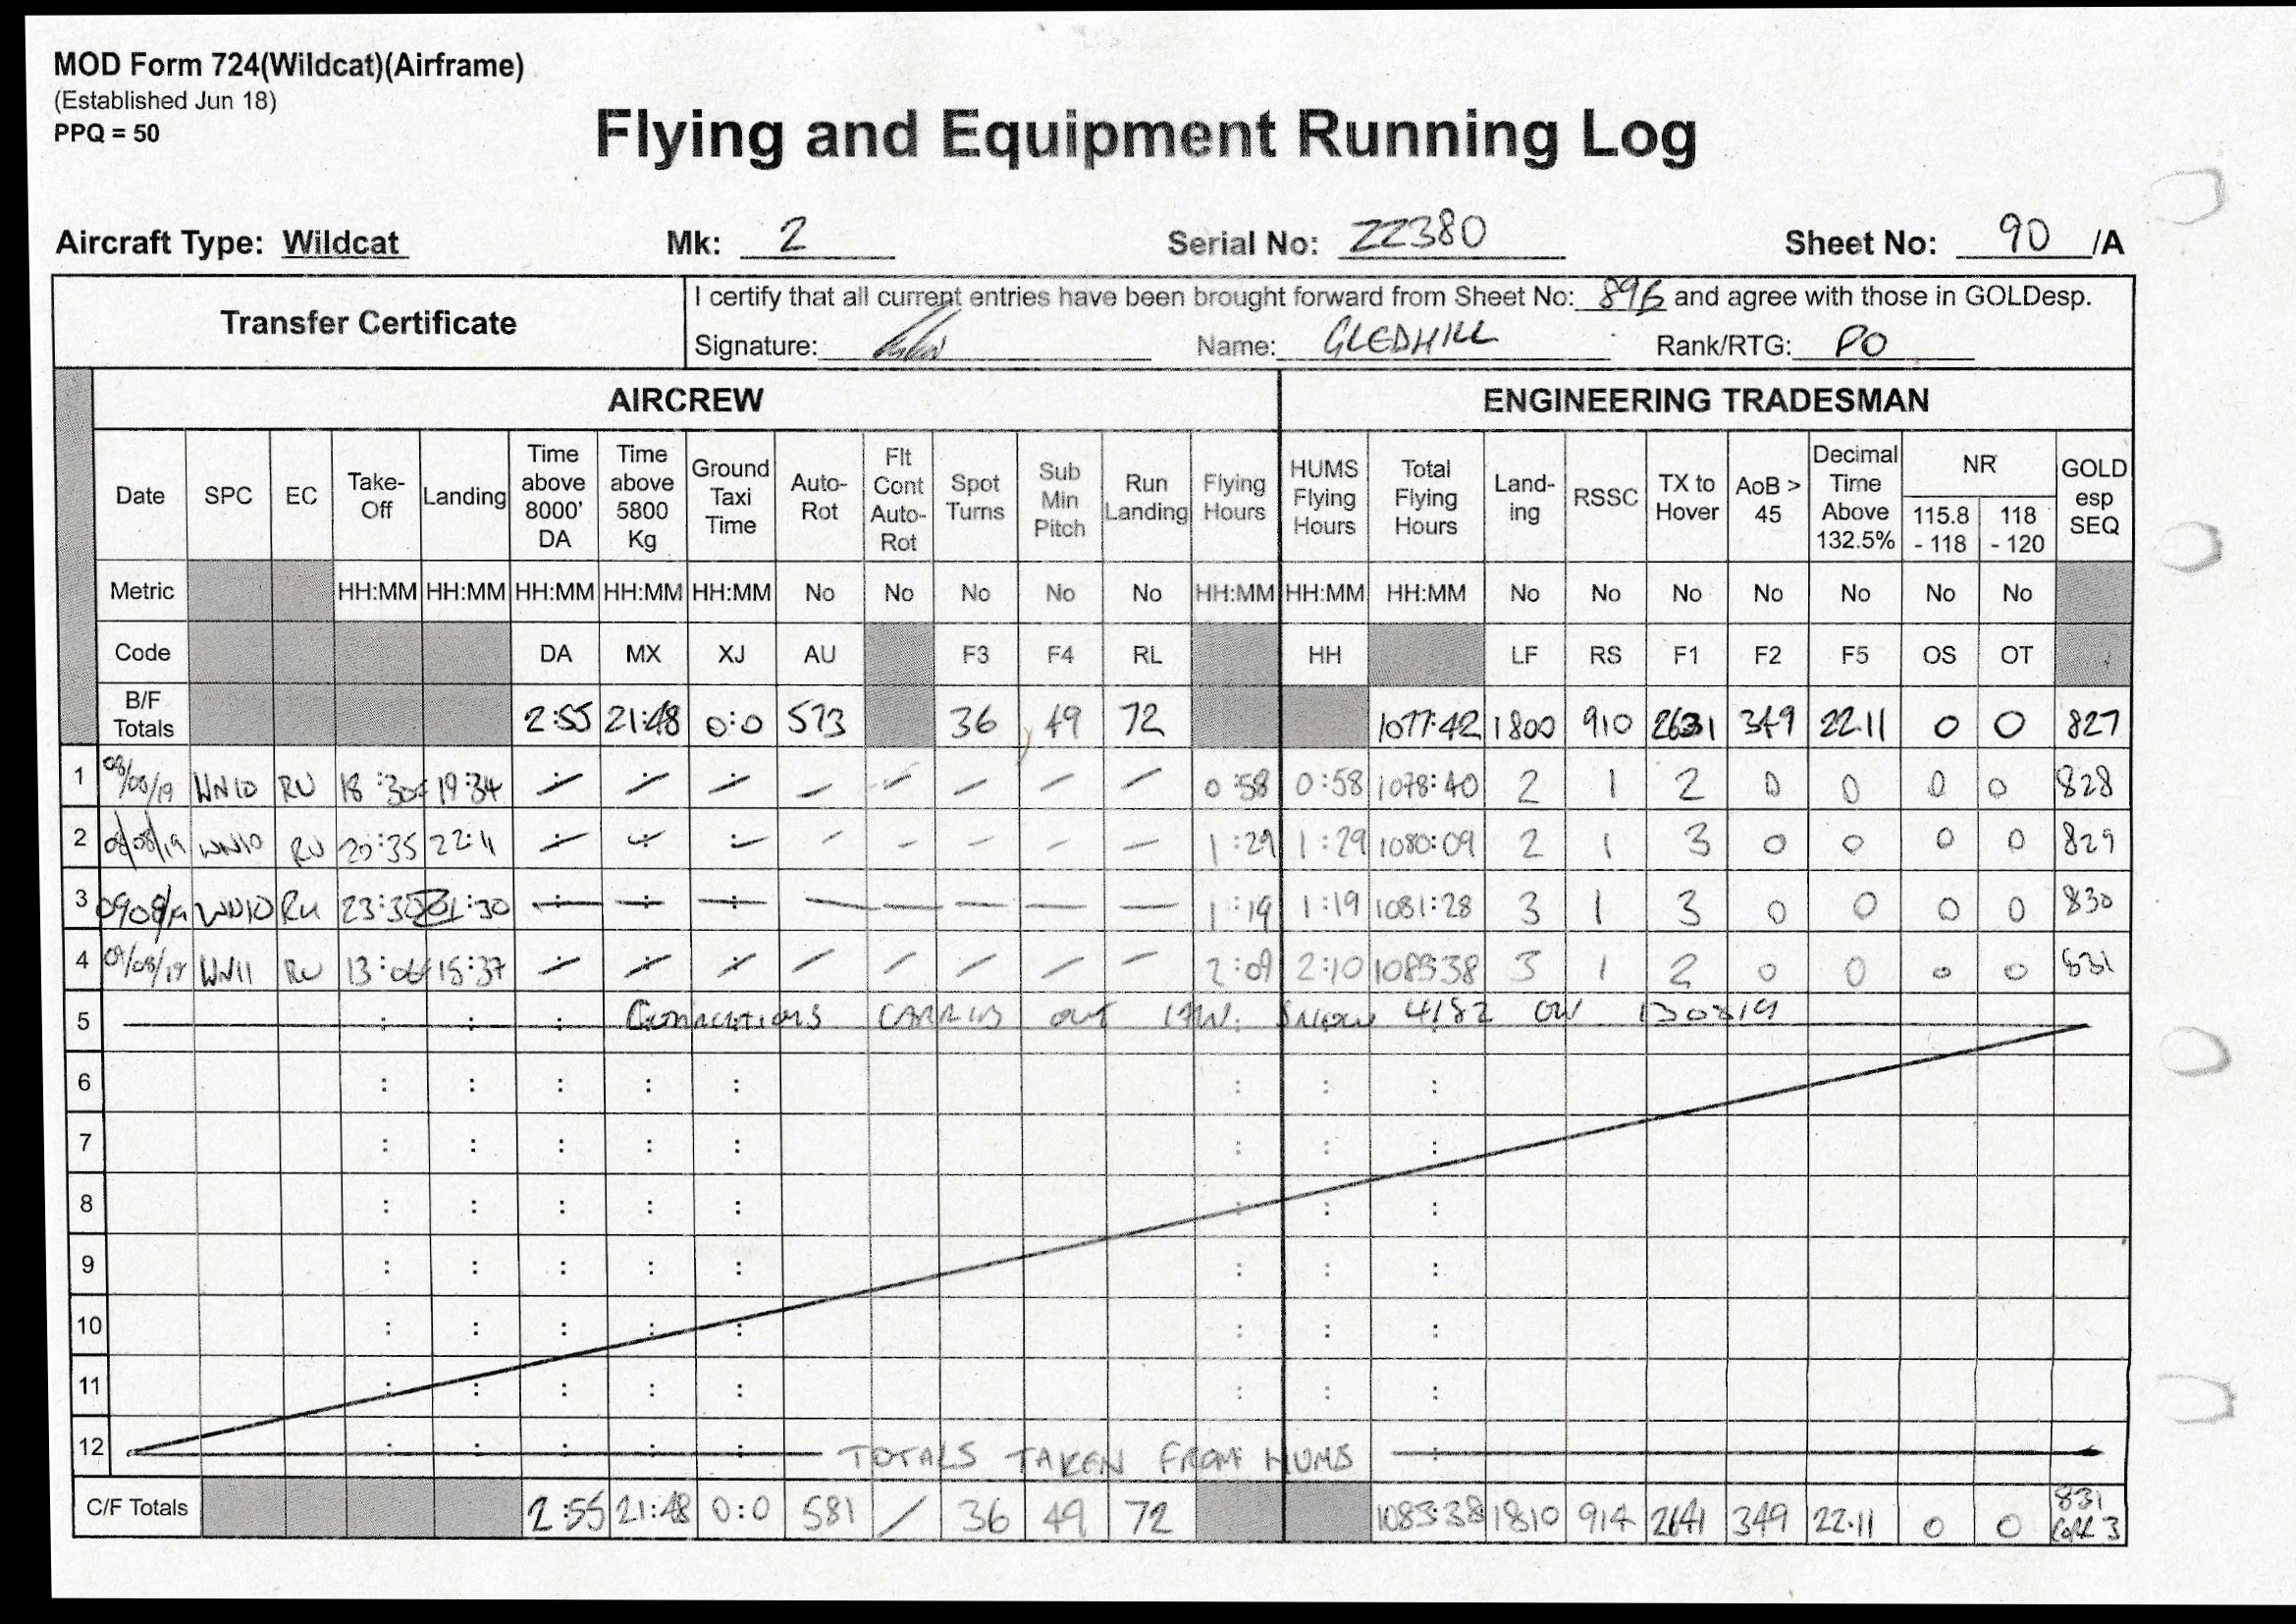 MOD Form 724(Wildcat)(Airframe)
(Established Jun 18)
PPQ = 50
Flying and Equipment Running Log
Aircraft Type: Wildcat Mk: 2 Serial No: ZZ380 Sheet No: 90 /A
Transfer Certificate
I certify that all current entries have been brought forward from Sheet No: 89B and agree with those in GOLDesp.
Signature: Name: GLEDHILL Rank/RTG: PO
AIRCREW ENGINEERING TRADESMAN
Date SPC EC Take-Off Landing Time above 8000' DA Time above 5800 Kg Ground Taxi Time Auto-Rot Flt Cont Auto-Rot Spot Turns Sub Min Pitch Run Landing Flying Hours HUMS Flying Hours Total Flying Hours Land-ing RSSC TX to Hover AoB > 45 Decimal Time Above 132.5% NR 115.8 - 118 118 - 120 GOLD esp SEQ
Metric HH:MM HH:MM HH:MM HH:MM HH:MM No No No No No HH:MM HH:MM HH:MM No No No No No No No
Code DA MX XJ AU F3 F4 RL HH LF RS F1 F2 F5 OS OT
B/F Totals 2:55 21:48 0:0 573 36 49 72 1077:42 1800 910 2631 349 22.11 0 0 827
1 08/08/19 WN10 RU 18:30 19:34 0:58 0:58 1078:40 2 1 2 0 0 0 0 828
2 08/08/19 WN10 RU 20:35 22:11 1:29 1:29 1080:09 2 1 3 0 0 0 0 829
3 09/08/19 WN10 RU 23:30 01:30 1:19 1:19 1081:28 3 1 3 0 0 0 0 830
4 09/08/19 WN11 RU 13:06 15:37 2:09 2:10 1083:38 3 1 2 0 0 0 0 831
5 CARRIED OUT IAW 4182 130819
6
7
8
9
10
11
12 TOTALS TAKEN FROM HUMS
C/F Totals 2:55 21:48 0:0 581 / 36 49 72 1083:38 1810 914 2641 349 22.11 0 0 831 3